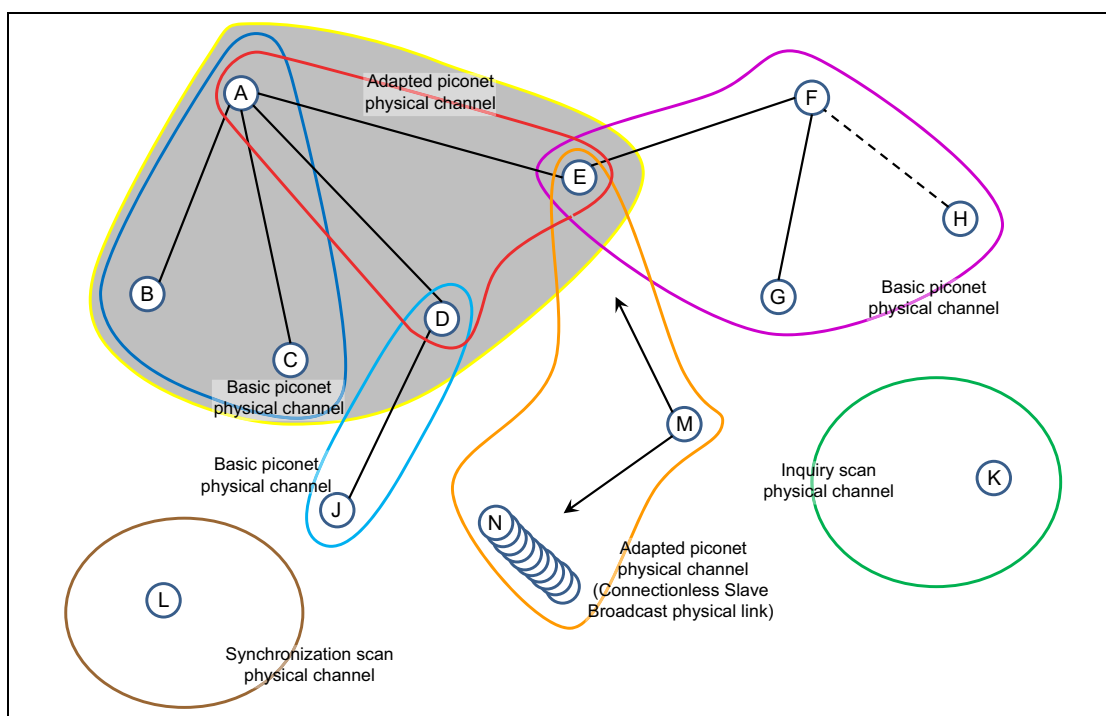 Adapted piconet
physical channel
A
F
E
H
B
G
Basic piconet
physical channel
D
C
Basic piconet
physical channel
M
Basic piconet
physical channel
Inquiry scan
physical channel
K
J
N
Adapted piconet
physical channel
(Connectionless Slave
Broadcast physical link)
L
Synchronization scan
physical channel